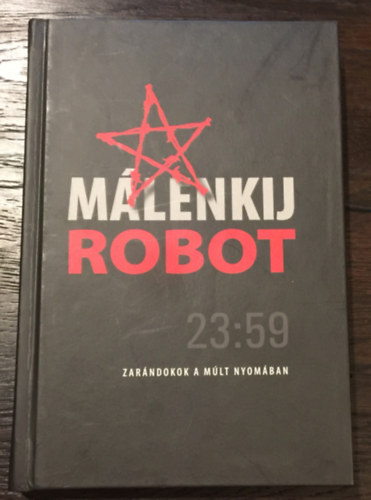 MÁLENKIJ
ROBOT
23:59
ZARÁNDOKOK A MÚLT NYOMÁBAN